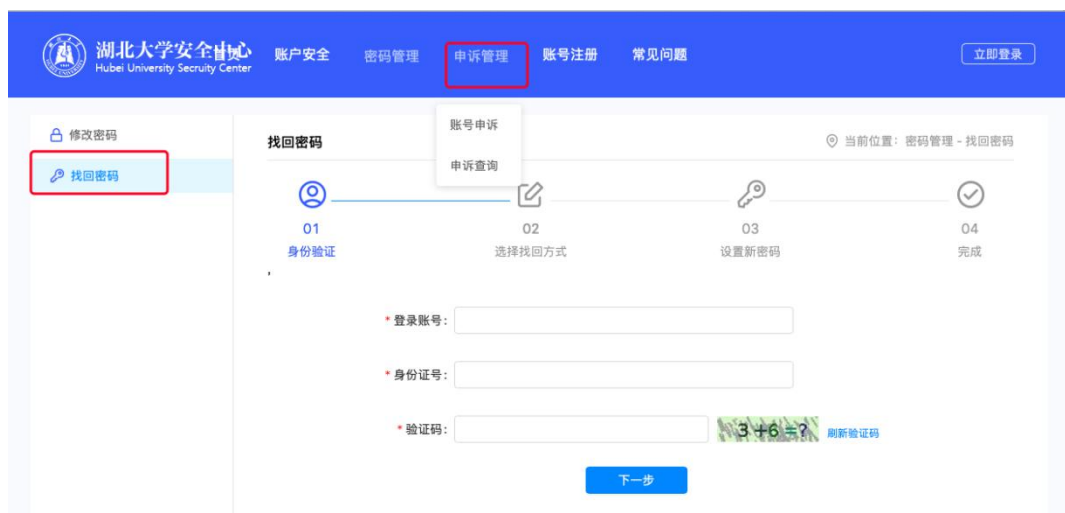 湖北大学安全中心
Hubei University Secruity Center
账户安全 密码管理 申诉管理 账号注册 常见问题 立即登录
账号申诉
申诉查询
修改密码
找回密码
找回密码 当前位置：密码管理 - 找回密码
01 02 03 04
身份验证 选择找回方式 设置新密码 完成
,
* 登录账号:
* 身份证号:
* 验证码: 3+6=? 刷新验证码
下一步